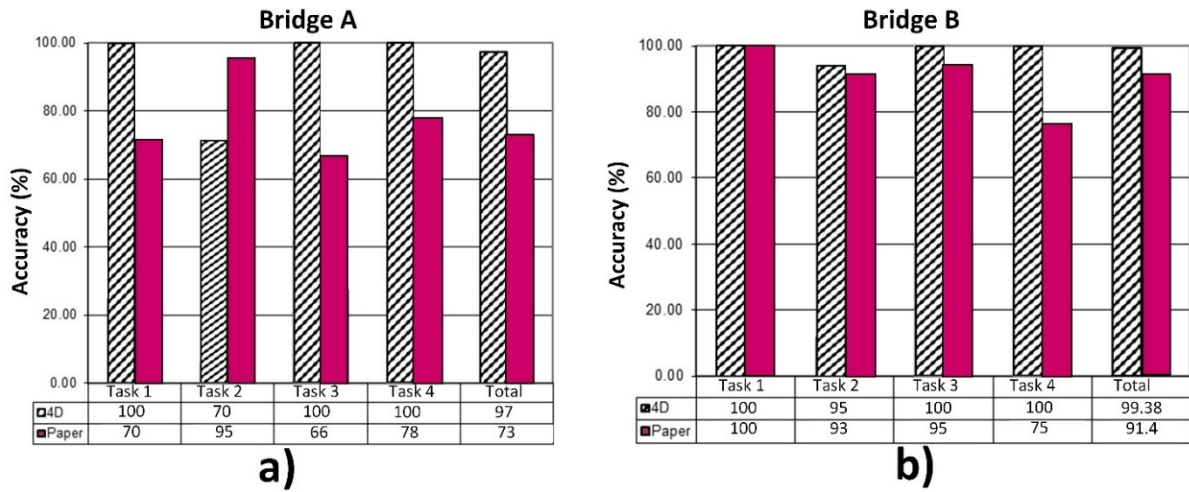 Bridge A
Accuracy (%)
100.00
80.00
60.00
40.00
20.00
0.00
Task 1 Task 2 Task 3 Task 4 Total
4D 100 70 100 100 97
Paper 70 95 66 78 73
a)
Bridge B
Accuracy (%)
100.00
80.00
60.00
40.00
20.00
0.00
Task 1 Task 2 Task 3 Task 4 Total
4D 100 95 100 100 99.38
Paper 100 93 95 75 91.4
b)